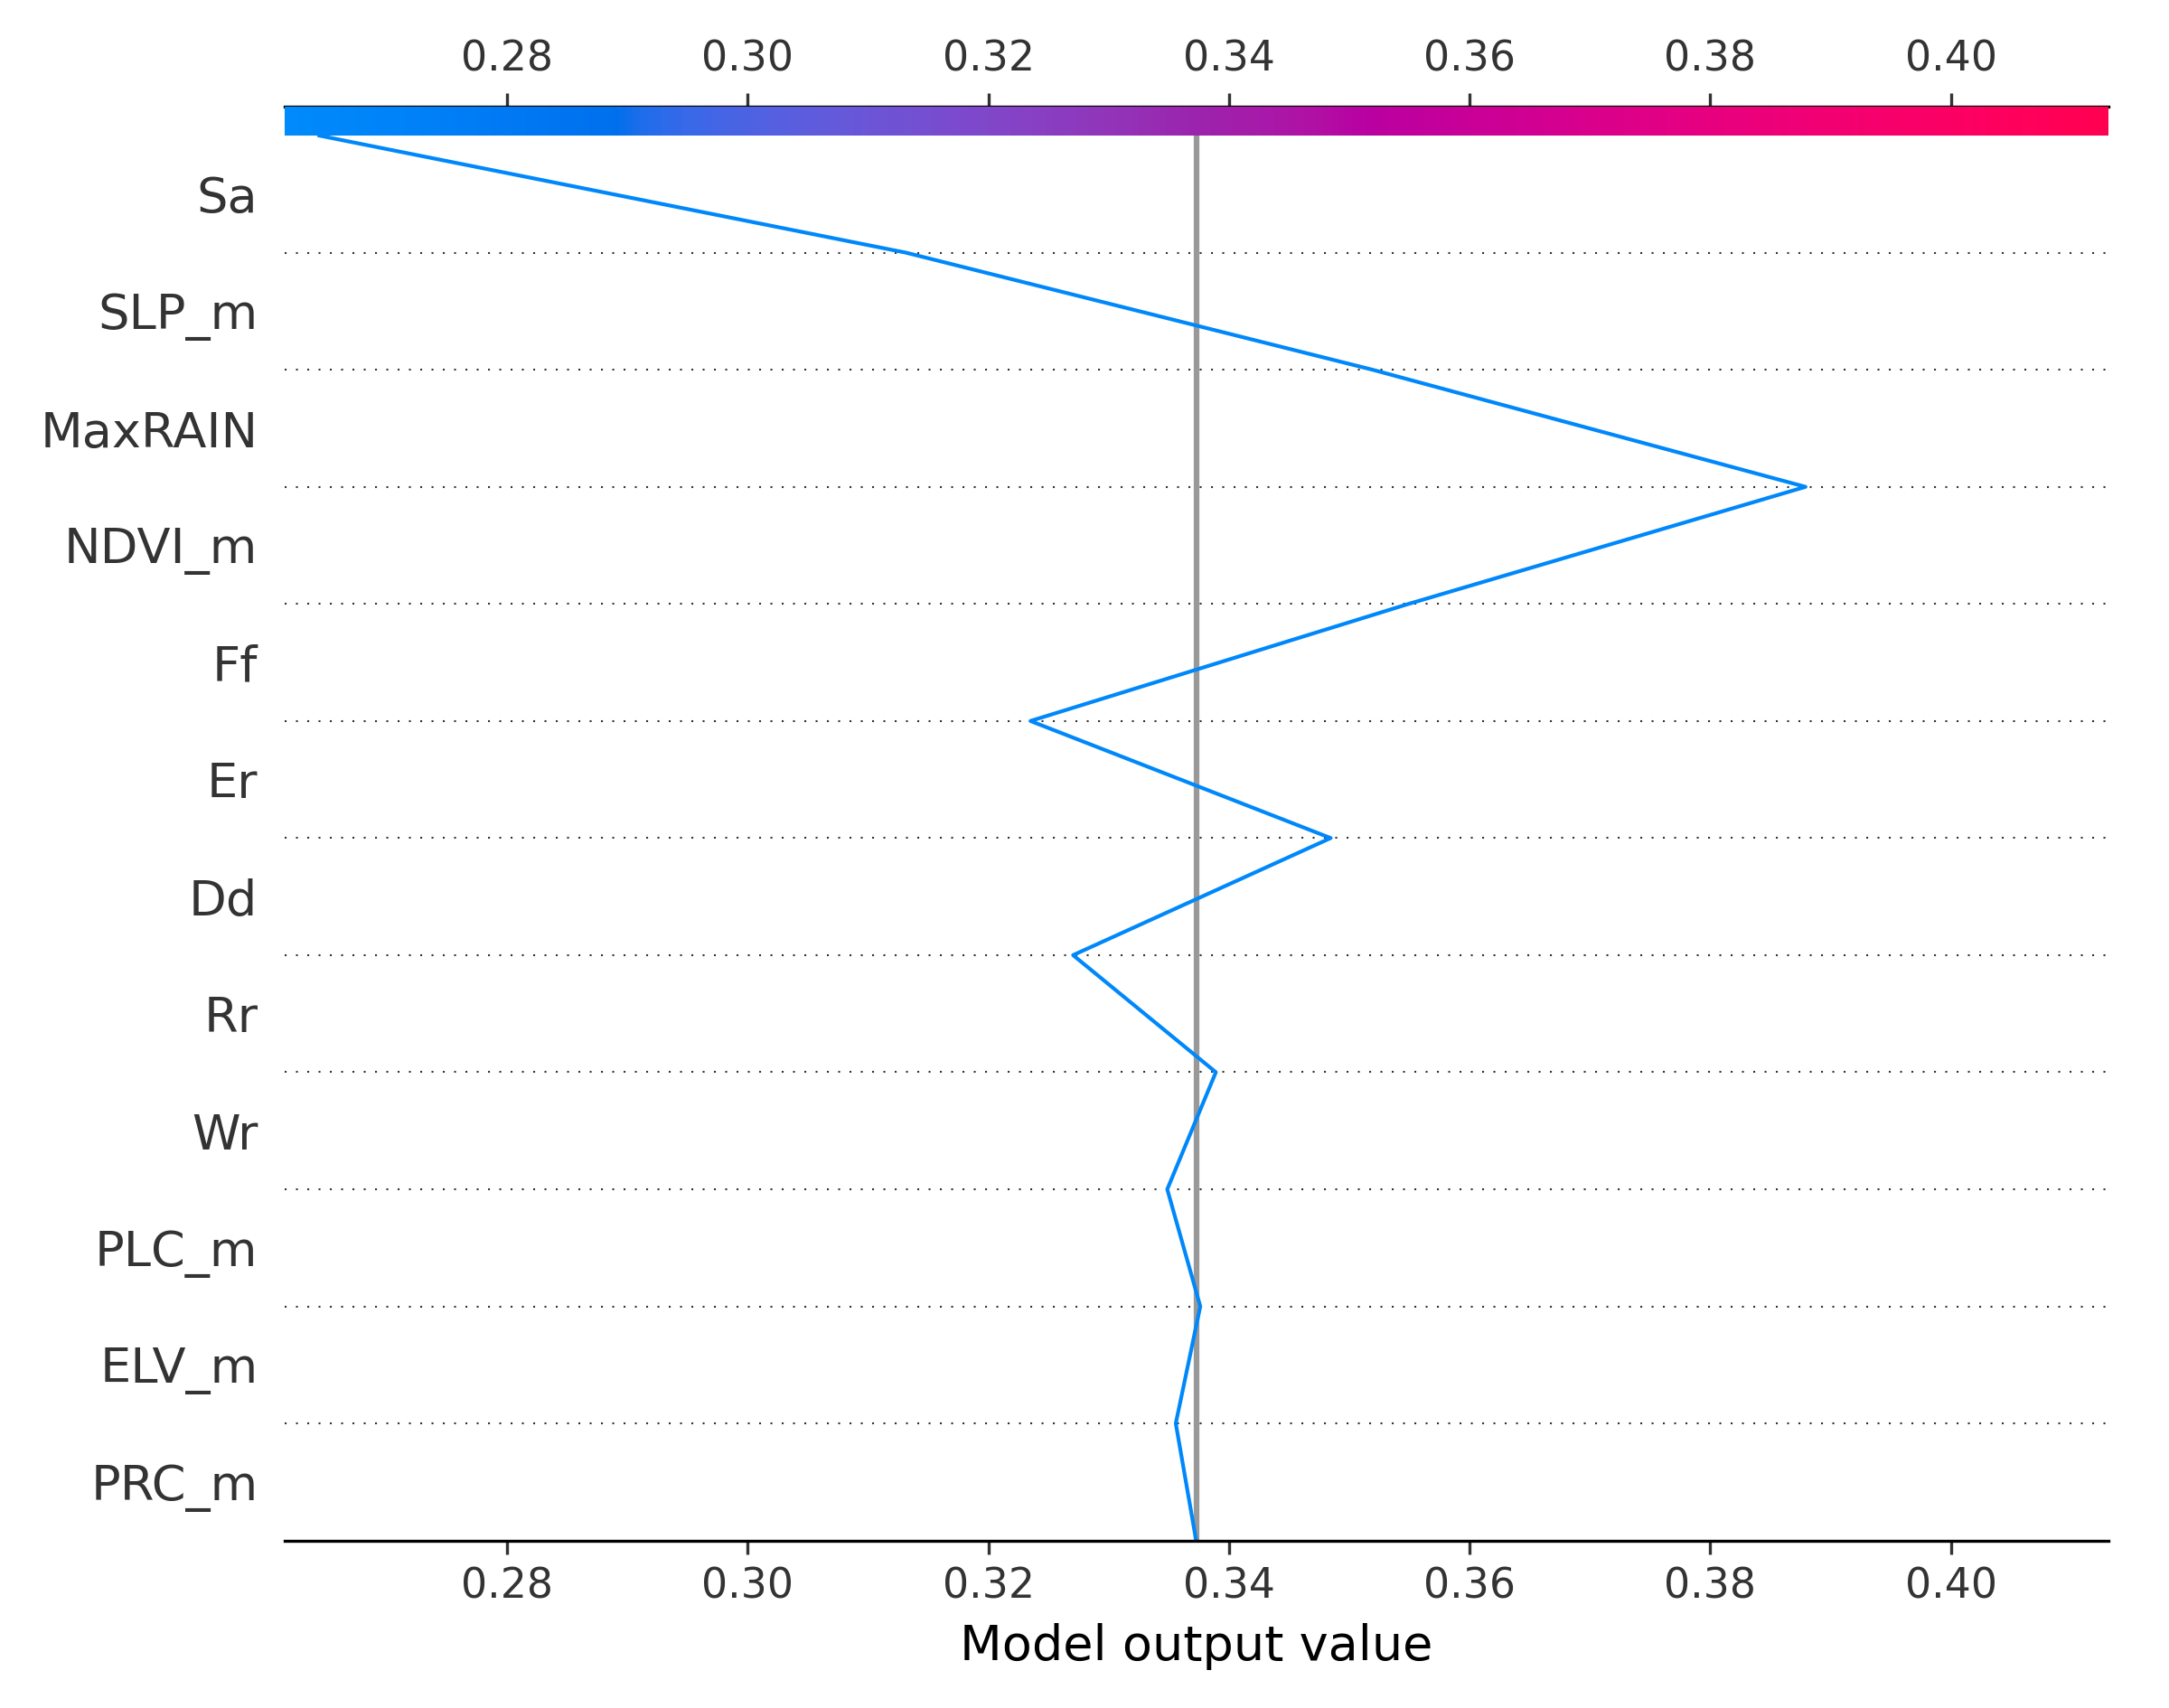 0.28 0.30 0.32 0.34 0.36 0.38 0.40
Sa
SLP_m
MaxRAIN
NDVI_m
Ff
Er
Dd
Rr
Wr
PLC_m
ELV_m
PRC_m
0.28 0.30 0.32 0.34 0.36 0.38 0.40
Model output value